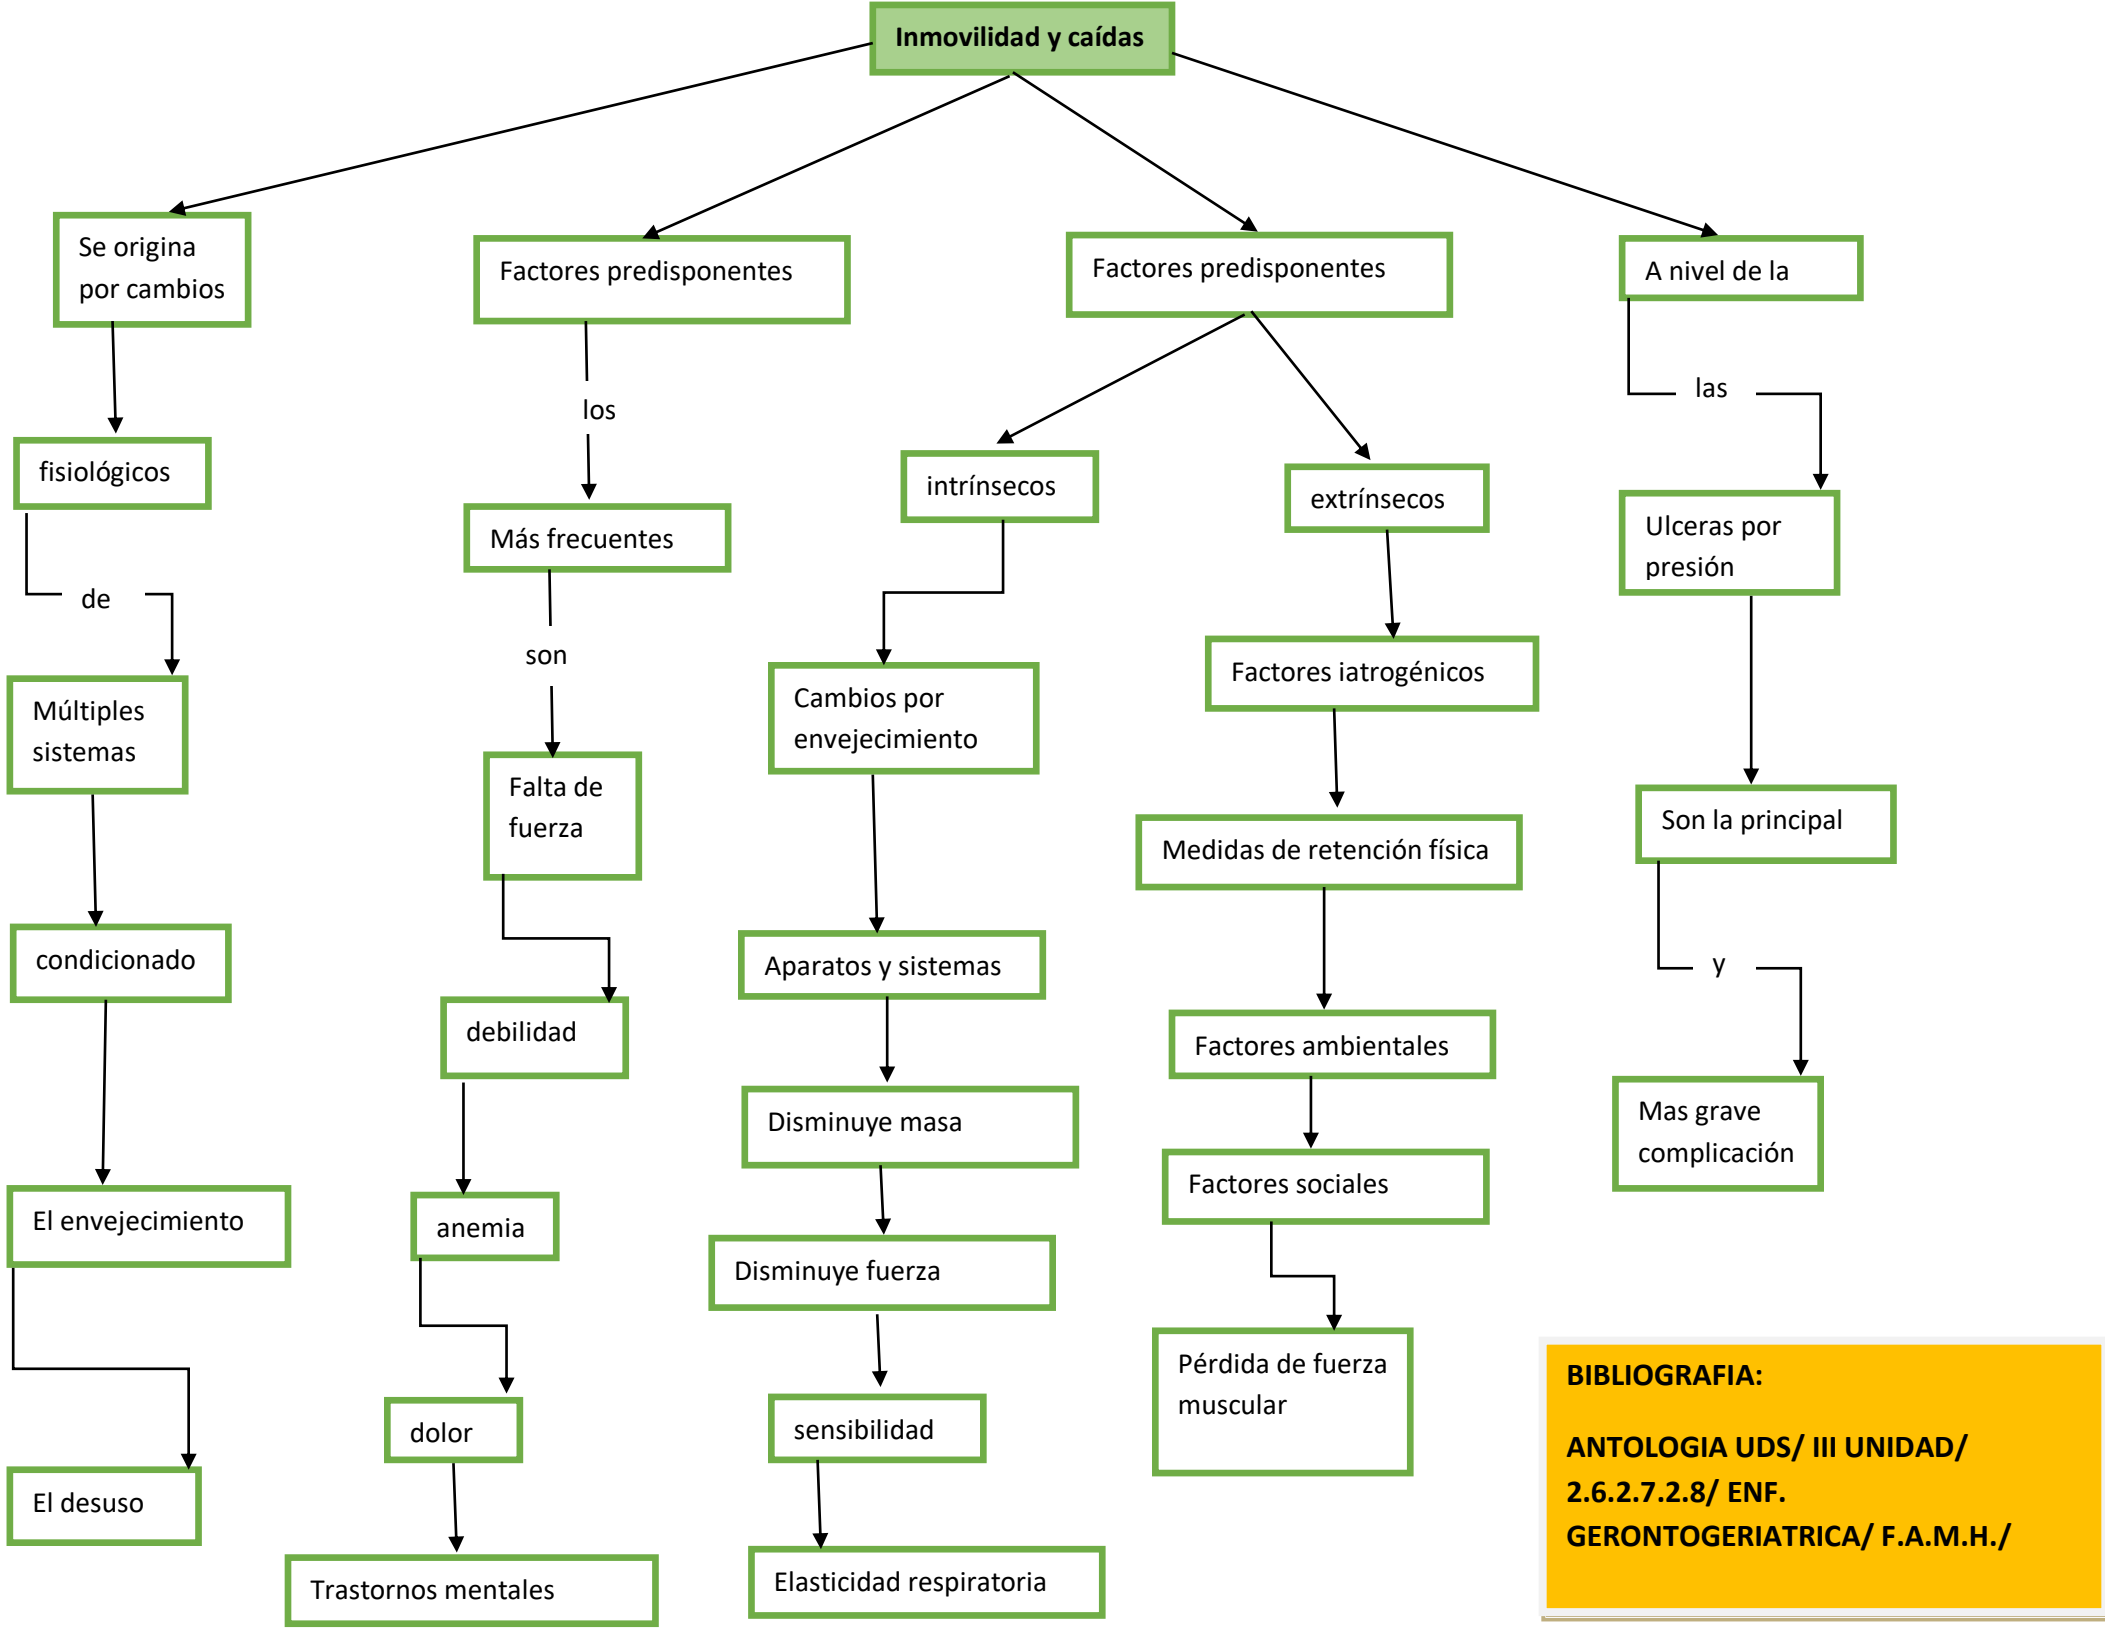 Inmovilidad y caídas
Se origina
por cambios
fisiológicos
de
Múltiples
sistemas
condicionado
El envejecimiento
El desuso
Factores predisponentes
los
Más frecuentes
son
Falta de
fuerza
debilidad
anemia
dolor
Trastornos mentales
Factores predisponentes
intrínsecos
Cambios por
envejecimiento
Aparatos y sistemas
Disminuye masa
Disminuye fuerza
sensibilidad
Elasticidad respiratoria
extrínsecos
Factores iatrogénicos
Medidas de retención física
Factores ambientales
Factores sociales
Pérdida de fuerza
muscular
A nivel de la
las
Ulceras por
presión
Son la principal
y
Mas grave
complicación
BIBLIOGRAFIA:
ANTOLOGIA UDS/ III UNIDAD/
2.6.2.7.2.8/ ENF.
GERONTOGERIATRICA/ F.A.M.H./